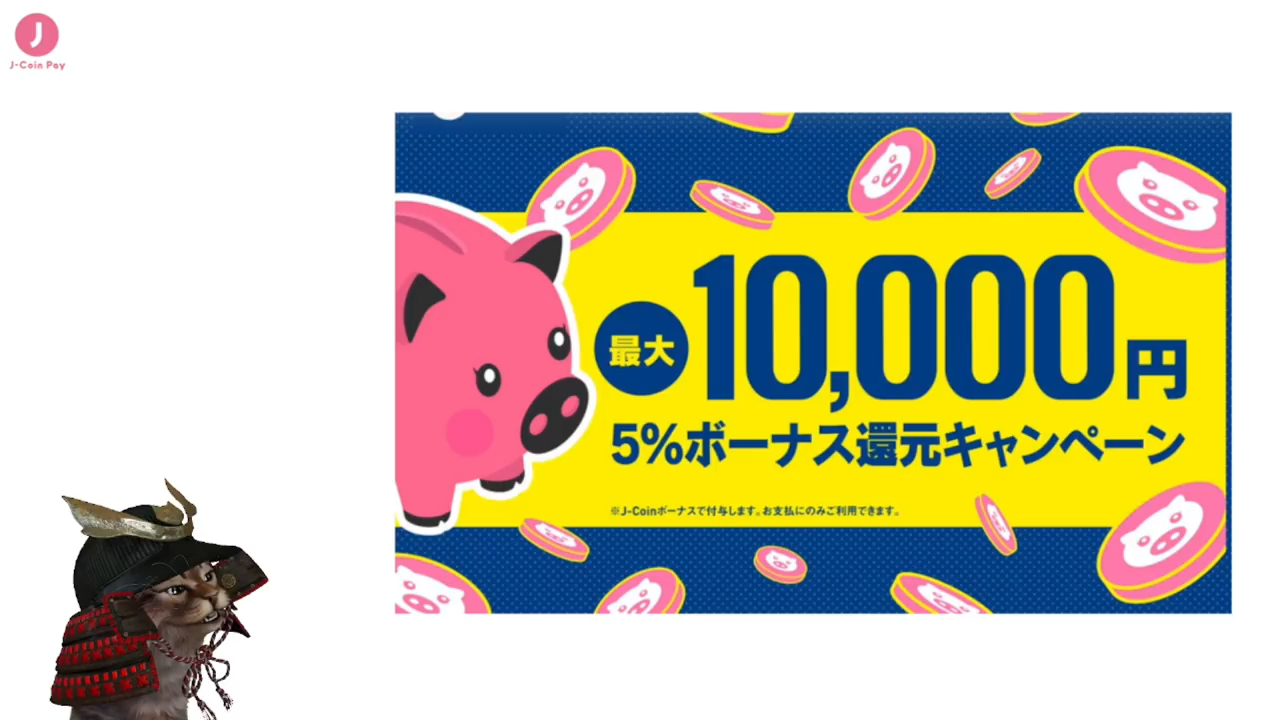 J
J-Coin Pay
最大
10,000円
5%ボーナス還元キャンペーン
※J-Coinボーナスで付与します。お支払にのみご利用できます。